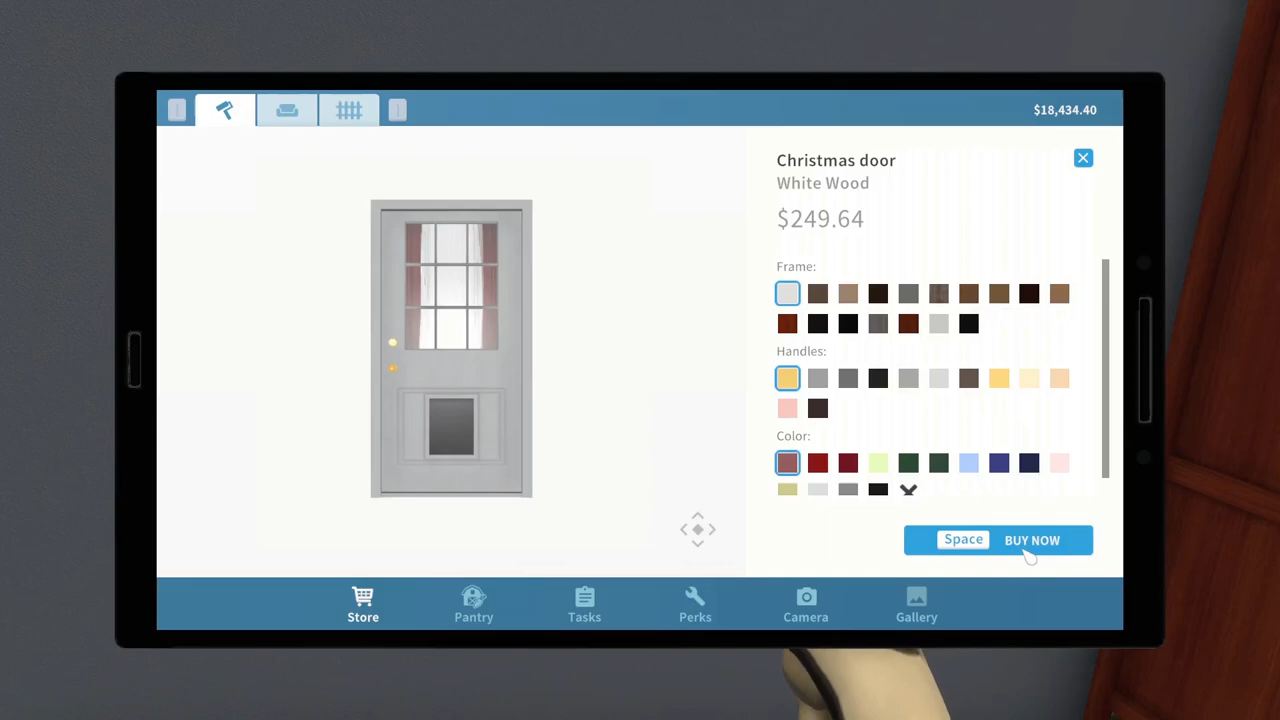 $18,434.40
Christmas door
White Wood
$249.64
Frame:
Handles:
Color:
Space BUY NOW
Store Pantry Tasks Perks Camera Gallery